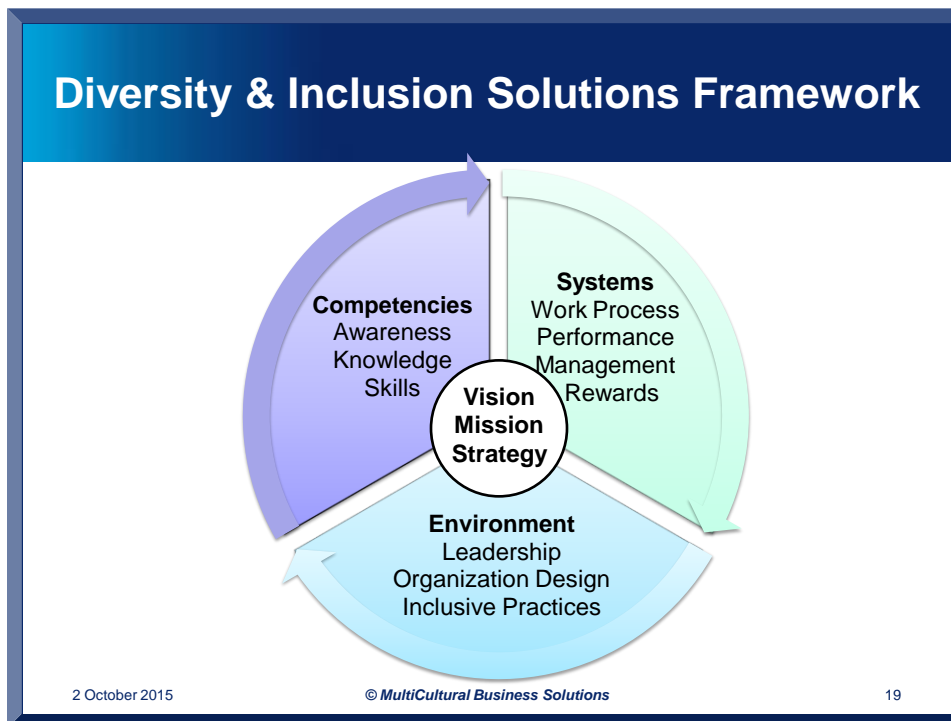 Diversity & Inclusion Solutions Framework
Competencies
Awareness
Knowledge
Skills
Systems
Work Process
Performance
Management
Rewards
Vision
Mission
Strategy
Environment
Leadership
Organization Design
Inclusive Practices
2 October 2015
© MultiCultural Business Solutions
19